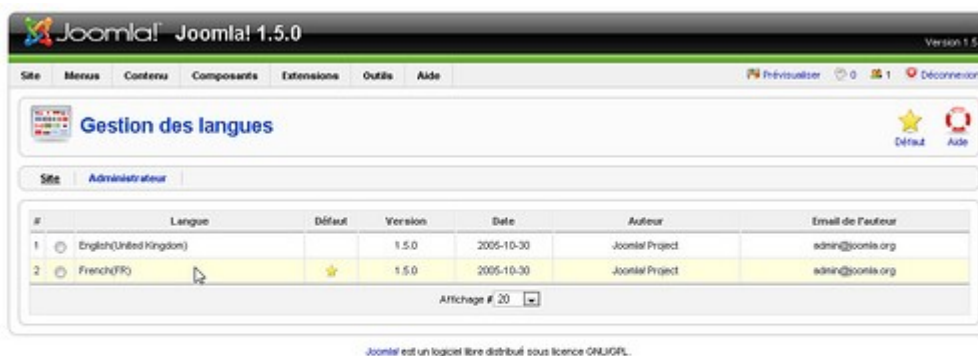 Joomla! Joomla! 1.5.0
Version 1.5
Site Menus Contenu Composants Extensions Outils Aide Prévisualiser 0 1 Déconnexion
Gestion des langues Défaut Aide
Site Administrateur
# Langue Défaut Version Date Auteur Email de l'auteur
1 English(United Kingdom) 1.5.0 2005-10-30 Joomla! Project admin@joomla.org
2 French(FR) 1.5.0 2005-10-30 Joomla! Project admin@joomla.org
Affichage # 20
Joomla! est un logiciel libre distribué sous licence GNU/GPL.